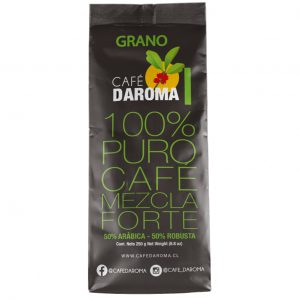 GRANO
CAFÉ
DAROMA
100%
PURO
CAFÉ
MEZCLA
FORTE
50% ARÁBICA – 50% ROBUSTA
Cont. Neto 250 g Net Weight (8.8 oz)
WWW.CAFEDAROMA.CL
@CAFEDAROMA @CAFE_DAROMA